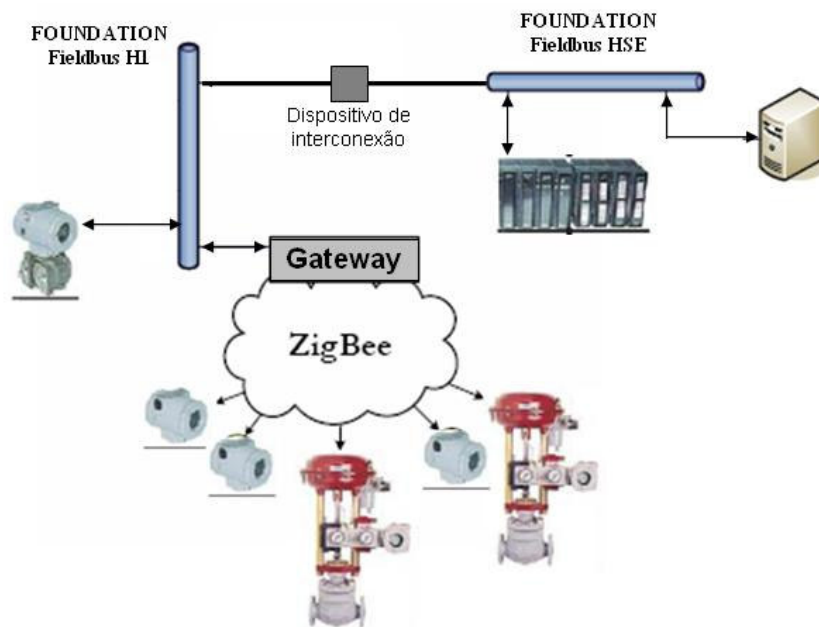 FOUNDATION
Fieldbus H1
FOUNDATION
Fieldbus HSE
Dispositivo de
interconexão
Gateway
ZigBee